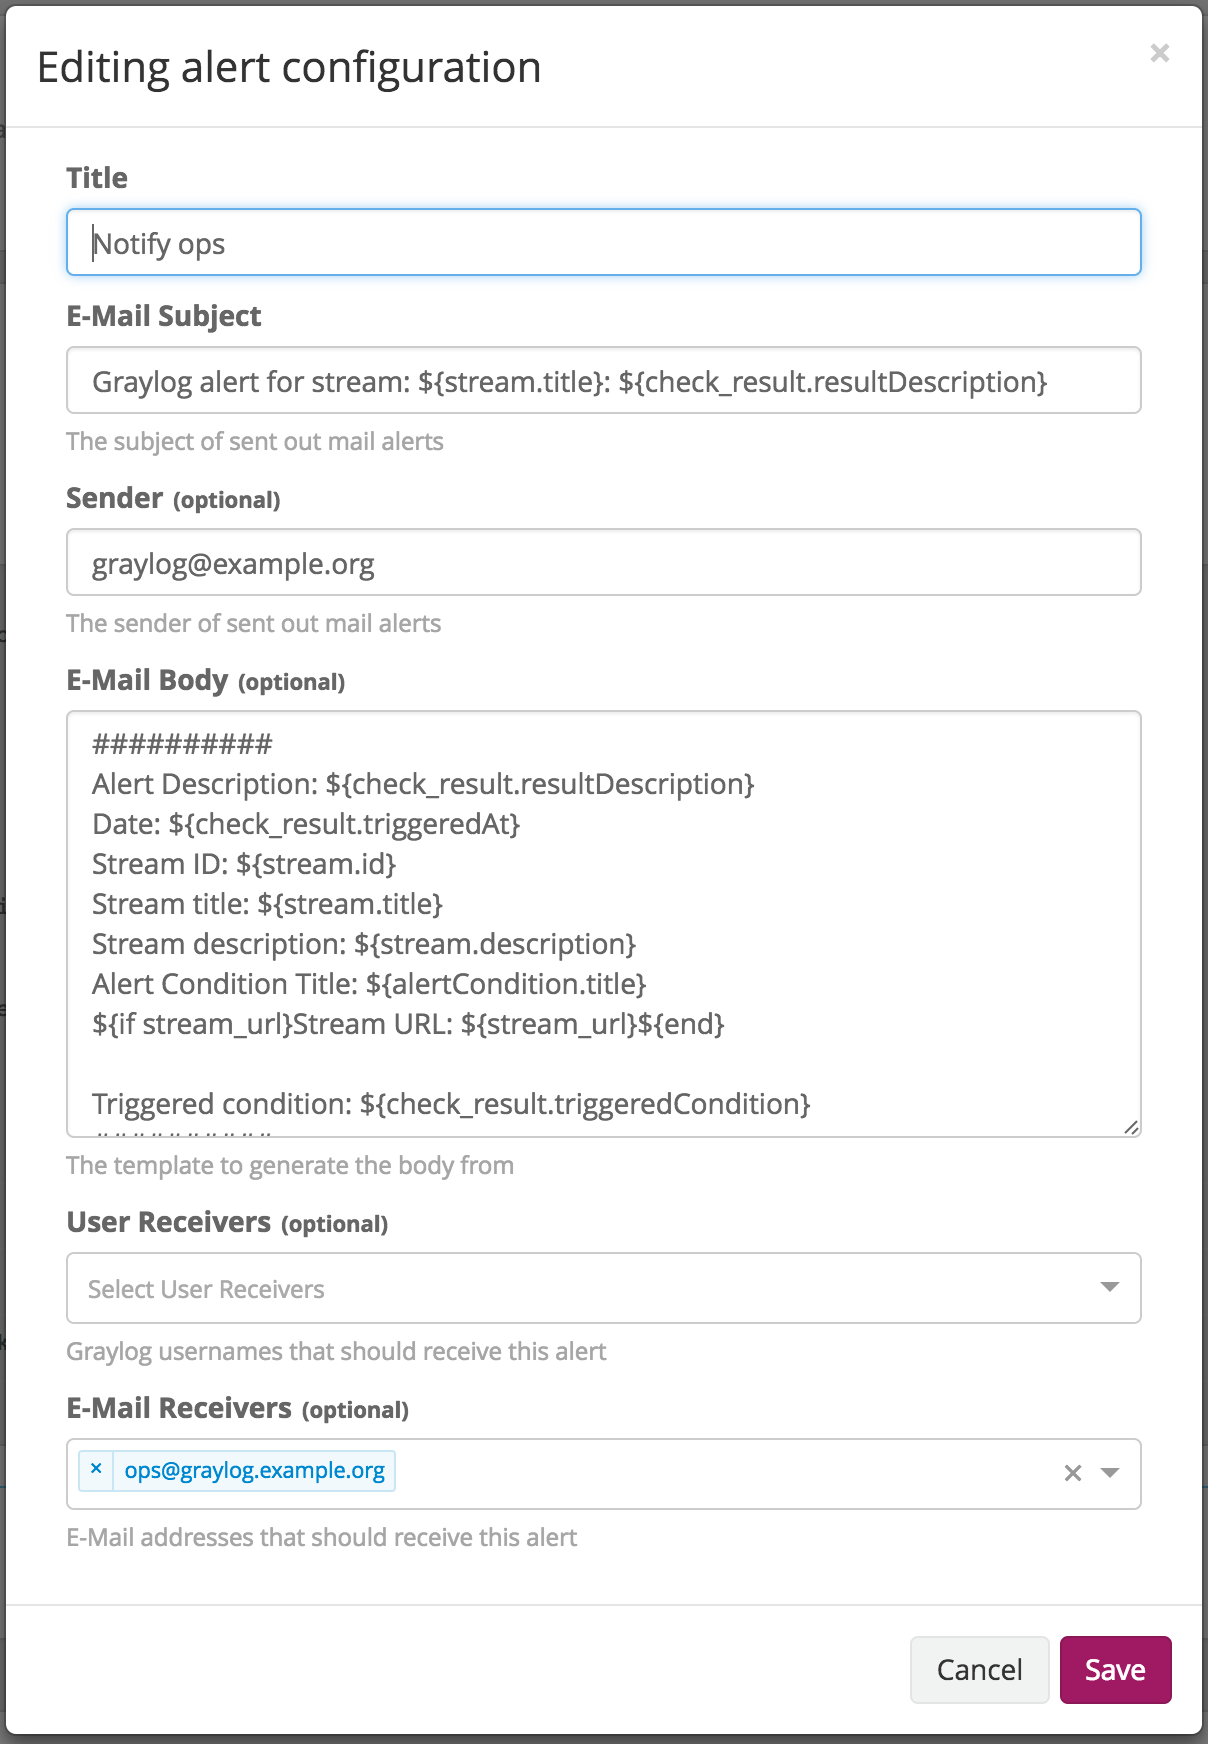 Editing alert configuration
×
Title
Notify ops
E-Mail Subject
Graylog alert for stream: ${stream.title}: ${check_result.resultDescription}
The subject of sent out mail alerts
Sender (optional)
graylog@example.org
The sender of sent out mail alerts
E-Mail Body (optional)
##########
Alert Description: ${check_result.resultDescription}
Date: ${check_result.triggeredAt}
Stream ID: ${stream.id}
Stream title: ${stream.title}
Stream description: ${stream.description}
Alert Condition Title: ${alertCondition.title}
${if stream_url}Stream URL: ${stream_url}${end}
Triggered condition: ${check_result.triggeredCondition}
The template to generate the body from
User Receivers (optional)
Select User Receivers
Graylog usernames that should receive this alert
E-Mail Receivers (optional)
× ops@graylog.example.org ×
E-Mail addresses that should receive this alert
Cancel Save